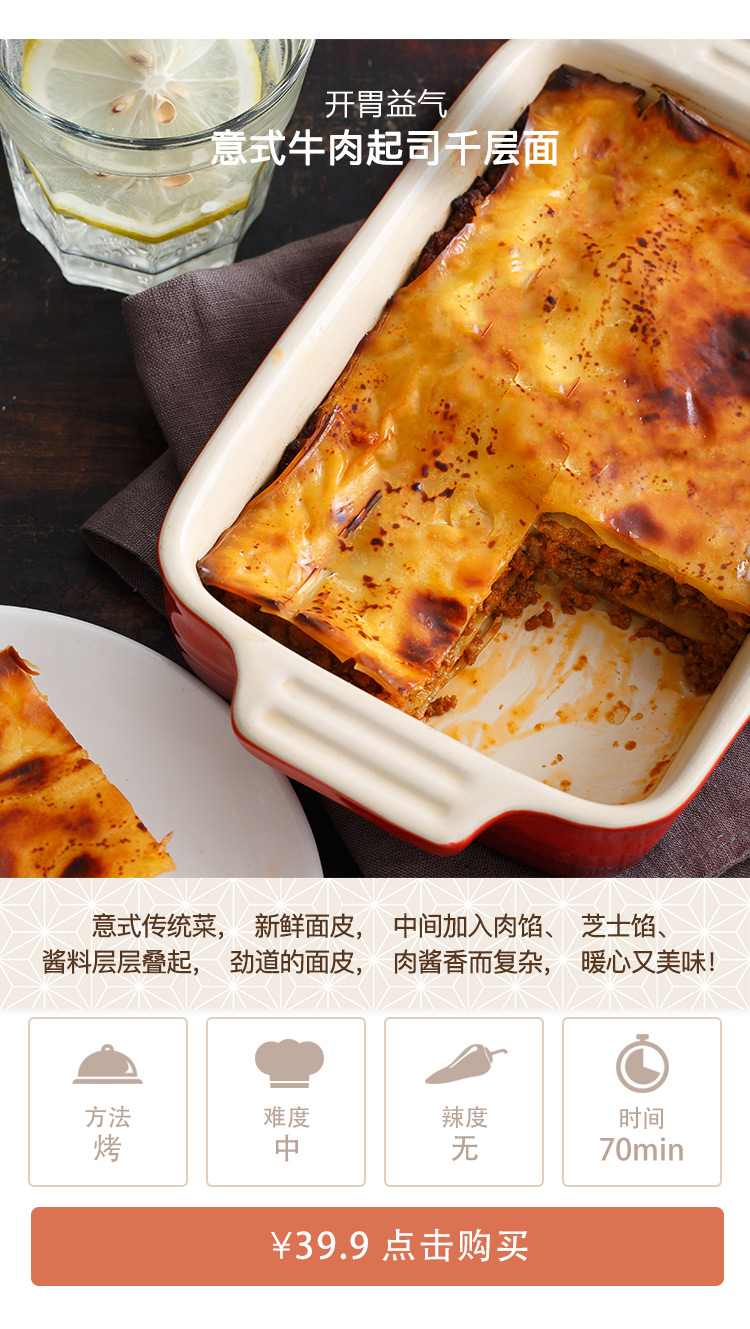 开胃益气
意式牛肉起司千层面
意式传统菜， 新鲜面皮， 中间加入肉馅、 芝士馅、
酱料层层叠起， 劲道的面皮， 肉酱香而复杂， 暖心又美味！
方法
烤
难度
中
辣度
无
时间
70min
¥39.9 点击购买